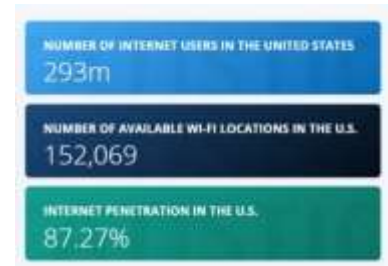 NUMBER OF INTERNET USERS IN THE UNITED STATES
293m
NUMBER OF AVAILABLE WI-FI LOCATIONS IN THE U.S.
152,069
INTERNET PENETRATION IN THE U.S.
87.27%